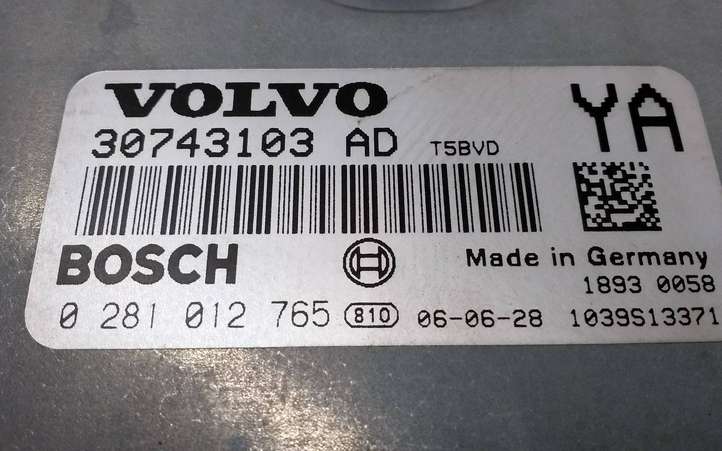 VOLVO YA
30743103 AD T5BVD
BOSCH Made in Germany
1893 0058
0 281 012 765 810 06-06-28 1039S13371